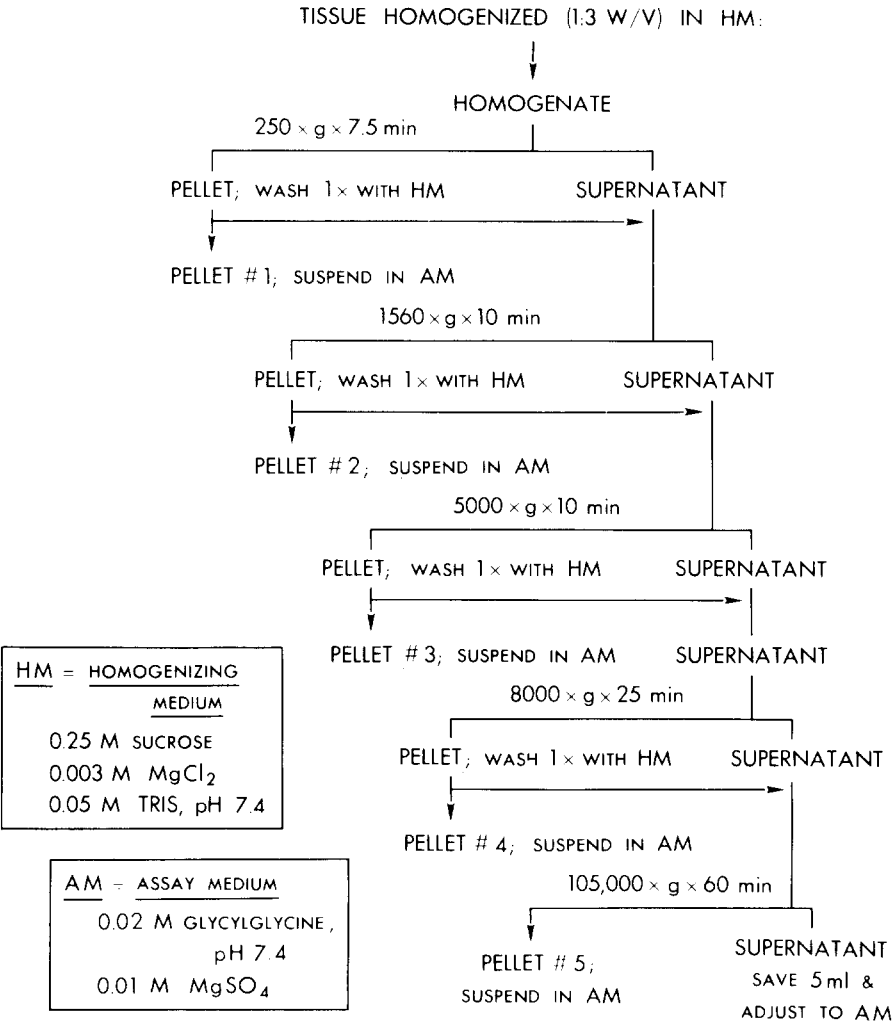 TISSUE HOMOGENIZED (1:3 W/V) IN HM:
HOMOGENATE
250 × g × 7.5 min
PELLET; WASH 1× WITH HM SUPERNATANT
PELLET #1; SUSPEND IN AM
1560 × g × 10 min
PELLET; WASH 1× WITH HM SUPERNATANT
PELLET #2; SUSPEND IN AM
5000 × g × 10 min
PELLET; WASH 1× WITH HM SUPERNATANT
PELLET #3; SUSPEND IN AM SUPERNATANT
8000 × g × 25 min
PELLET; WASH 1× WITH HM SUPERNATANT
PELLET #4; SUSPEND IN AM
105,000 × g × 60 min
PELLET #5;
SUSPEND IN AM
SUPERNATANT
SAVE 5ml &
ADJUST TO AM
HM = HOMOGENIZING
MEDIUM
0.25 M SUCROSE
0.003 M MgCl₂
0.05 M TRIS, pH 7.4
AM = ASSAY MEDIUM
0.02 M GLYCYLGLYCINE,
pH 7.4
0.01 M MgSO₄